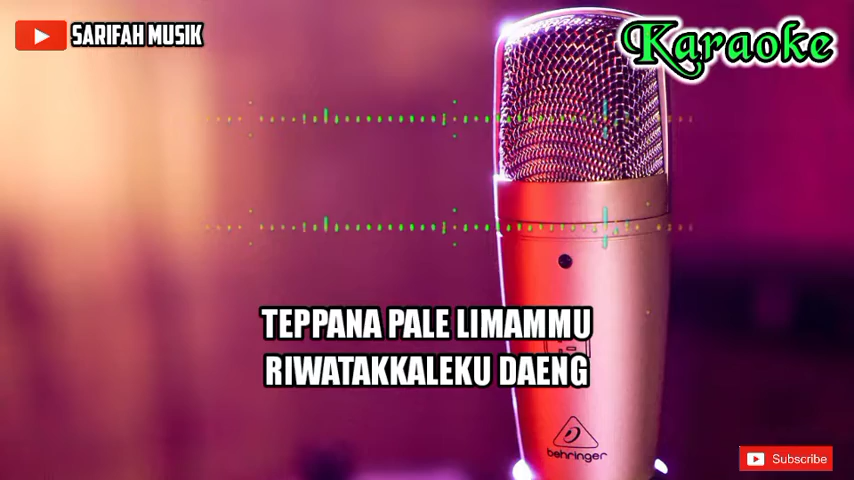 SARIFAH MUSIK
Karaoke
TEPPANA PALE LIMAMMU
RIWATAKKALEKU DAENG
behringer
Subscribe